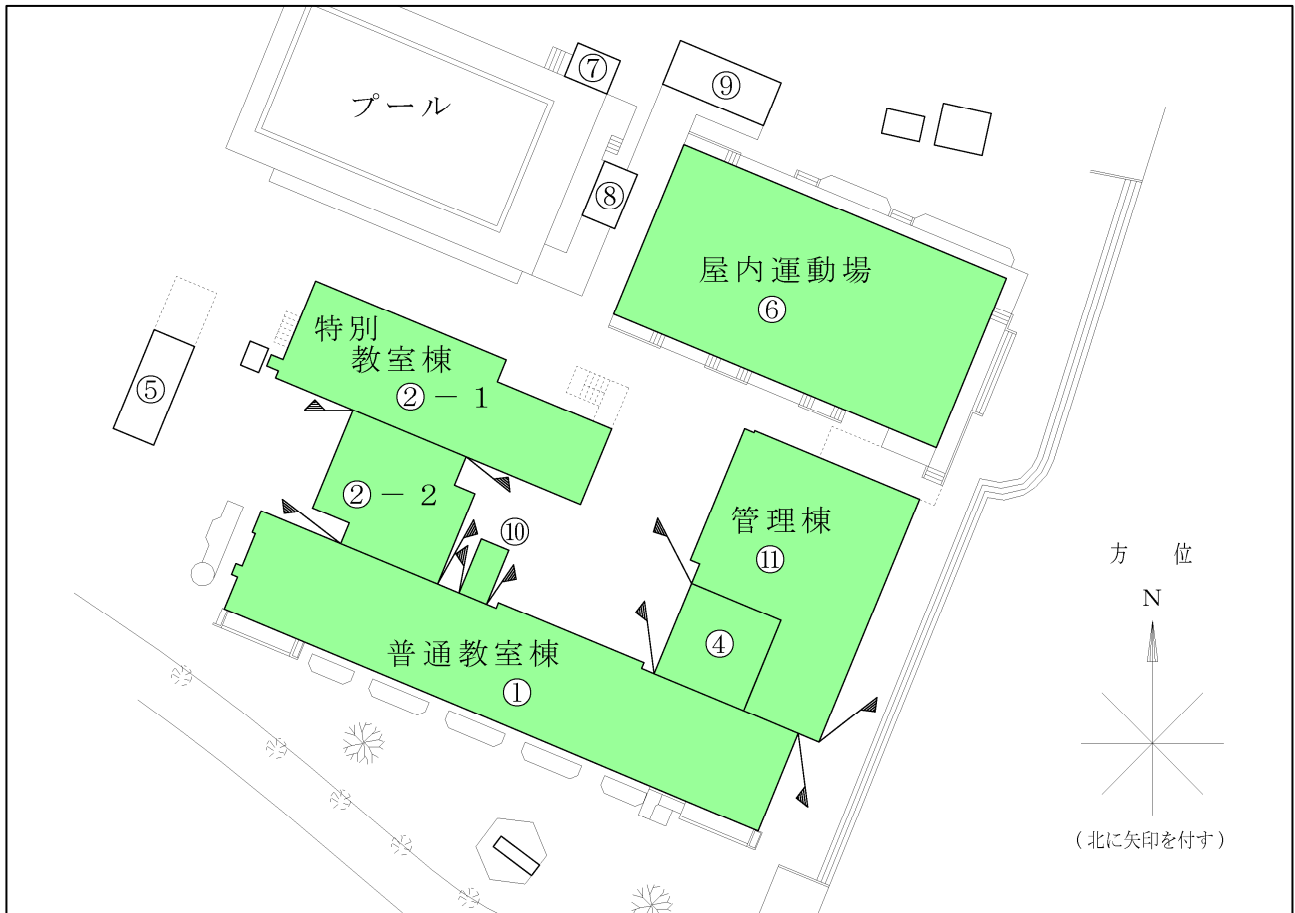 ⑦
⑨
プール
⑧
屋内運動場
⑥
特別
教室棟
②－１
⑤
②－２
⑩
管理棟
⑪
④
普通教室棟
①
方位
N
(北に矢印を付す)